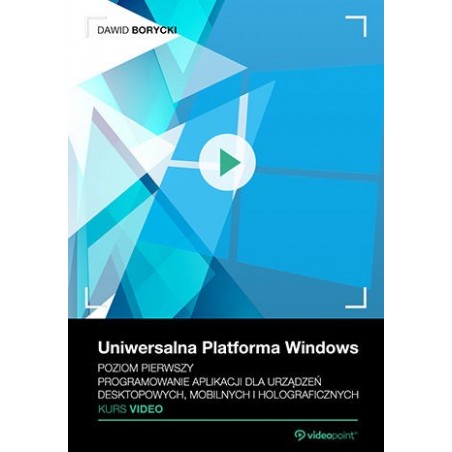 DAWID BORYCKI
Uniwersalna Platforma Windows
POZIOM PIERWSZY
PROGRAMOWANIE APLIKACJI DLA URZĄDZEŃ
DESKTOPOWYCH, MOBILNYCH I HOLOGRAFICZNYCH
KURS VIDEO
videopoint